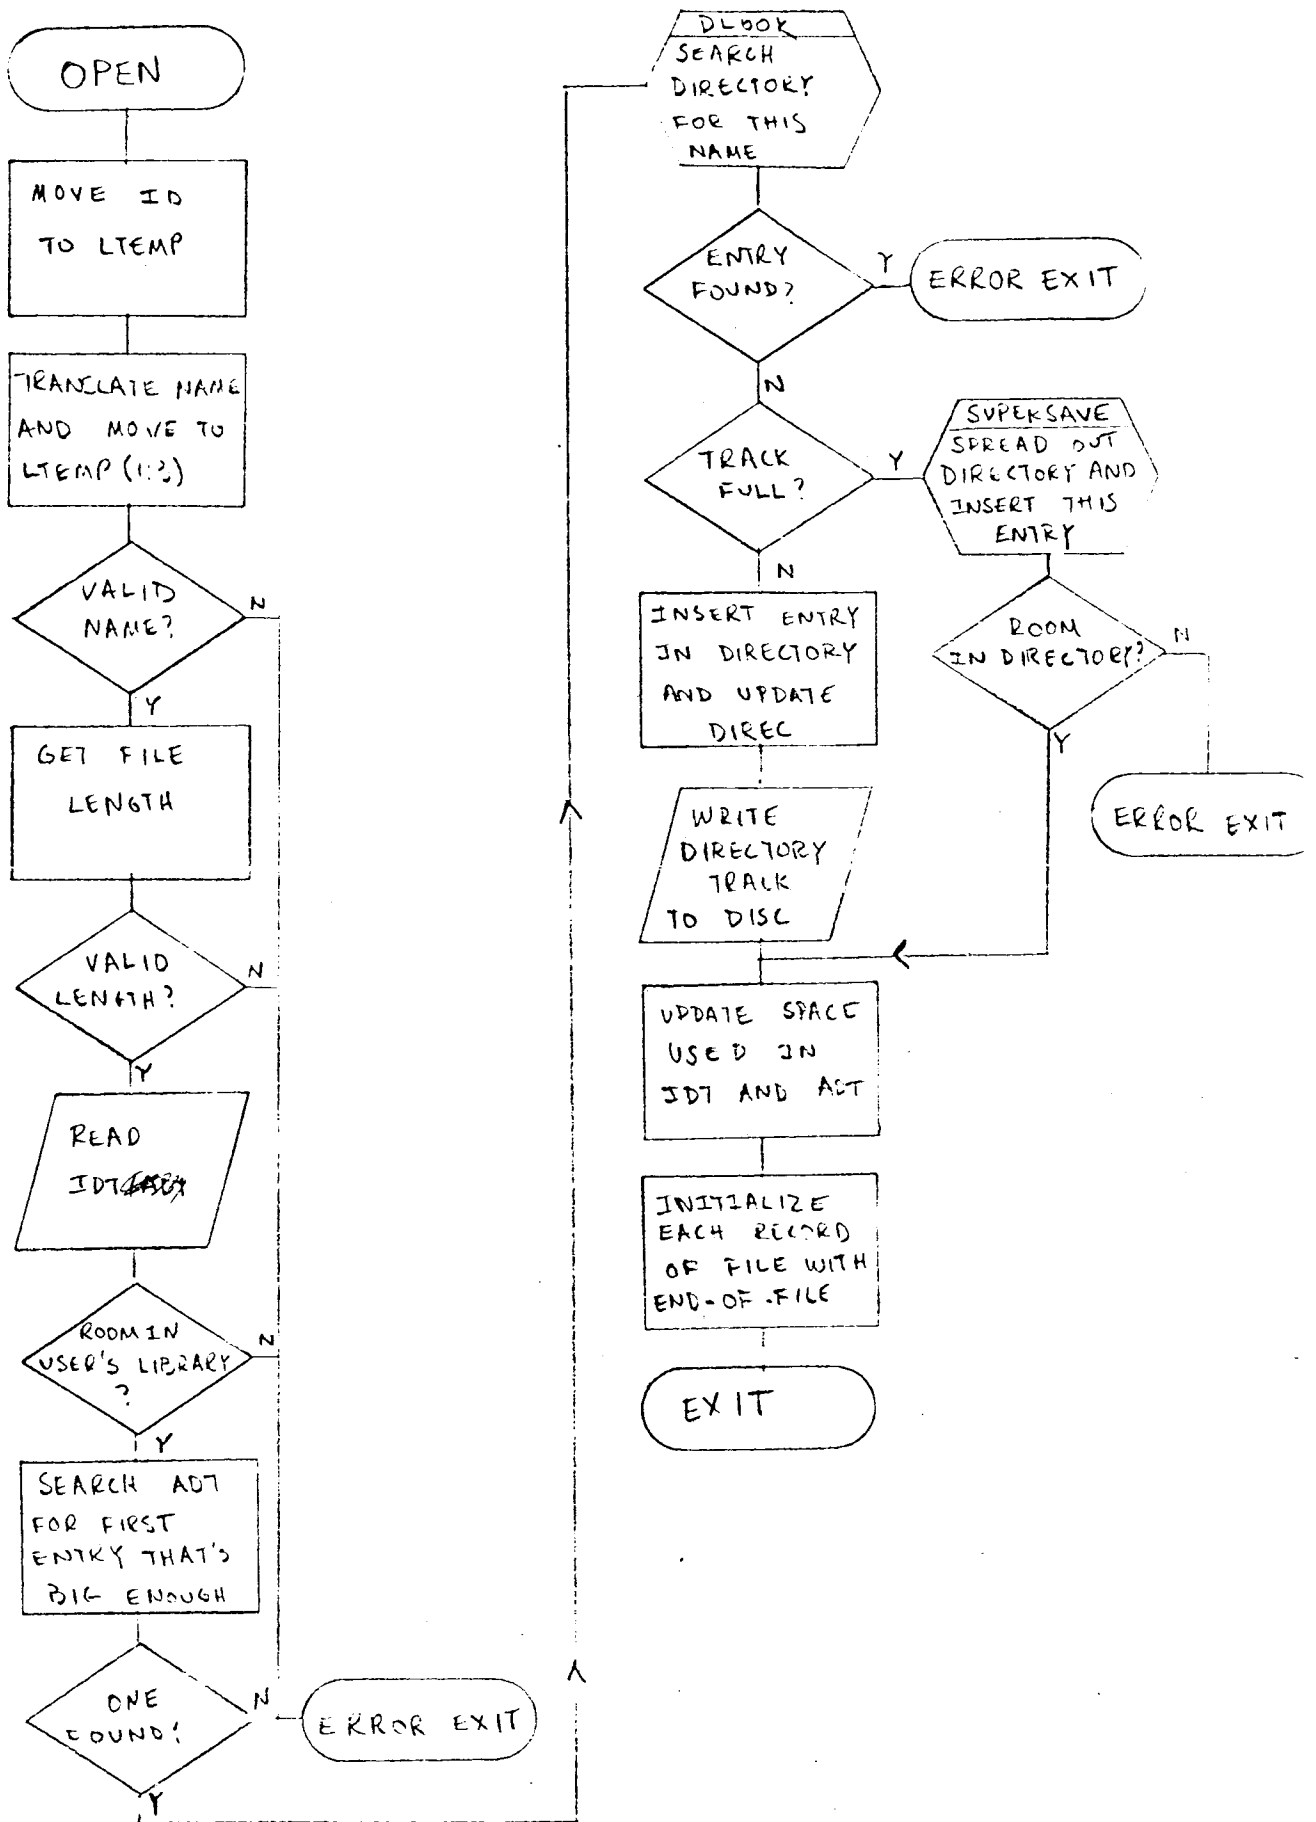 OPEN
MOVE ID
TO LTEMP
TRANSLATE NAME
AND MOVE TO
LTEMP (1:3)
VALID
NAME?
N
Y
GET FILE
LENGTH
VALID
LENGTH?
N
Y
READ
IDT
ROOM IN
USER'S LIBRARY
?
N
Y
SEARCH ADT
FOR FIRST
ENTRY THAT'S
BIG ENOUGH
ONE
FOUND?
N
ERROR EXIT
Y
DLOOK
SEARCH
DIRECTORY
FOR THIS
NAME
ENTRY
FOUND?
Y
ERROR EXIT
N
TRACK
FULL?
Y
SUPERSAVE
SPREAD OUT
DIRECTORY AND
INSERT THIS
ENTRY
N
INSERT ENTRY
IN DIRECTORY
AND UPDATE
DIREC
ROOM
IN DIRECTORY?
N
Y
ERROR EXIT
WRITE
DIRECTORY
TRACK
TO DISC
UPDATE SPACE
USED IN
IDT AND ADT
INITIALIZE
EACH RECORD
OF FILE WITH
END-OF-FILE
EXIT